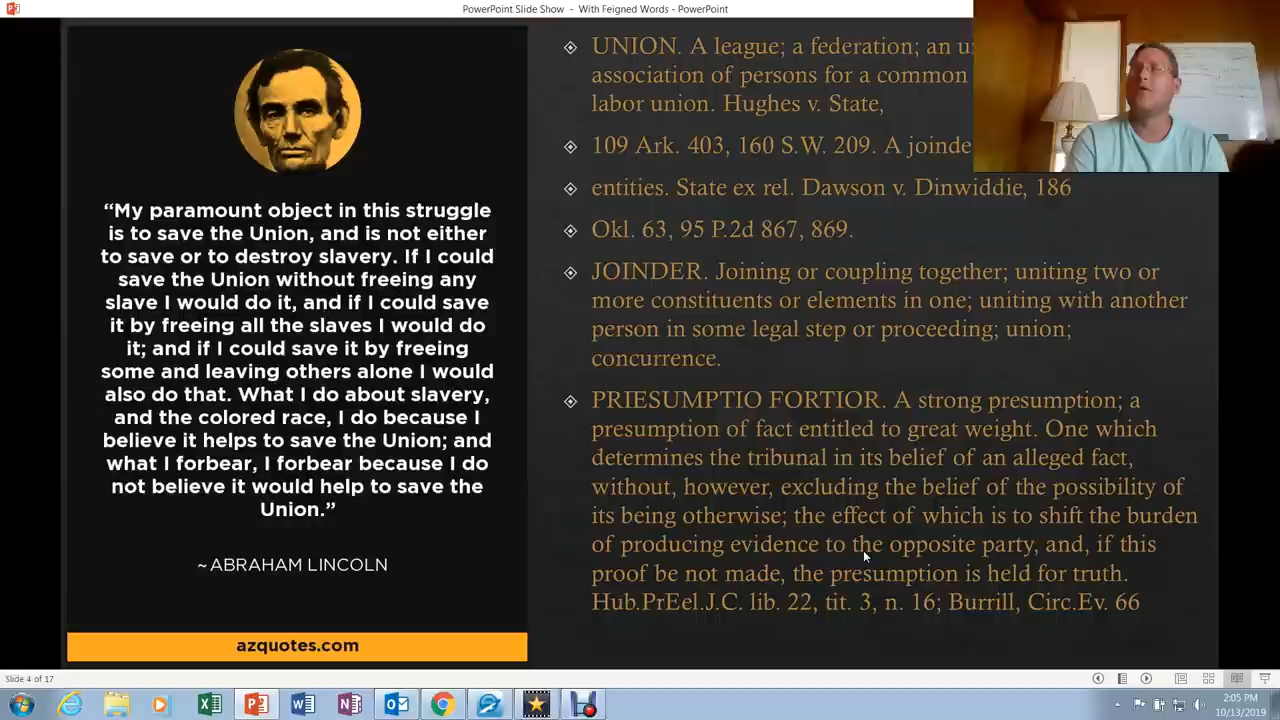 PowerPoint Slide Show - With Feigned Words - PowerPoint
“My paramount object in this struggle
is to save the Union, and is not either
to save or to destroy slavery. If I could
save the Union without freeing any
slave I would do it, and if I could save
it by freeing all the slaves I would do
it; and if I could save it by freeing
some and leaving others alone I would
also do that. What I do about slavery,
and the colored race, I do because I
believe it helps to save the Union; and
what I forbear, I forbear because I do
not believe it would help to save the
Union.”
~ ABRAHAM LINCOLN
azquotes.com
UNION. A league; a federation; an
association of persons for a common
labor union. Hughes v. State,
109 Ark. 403, 160 S.W. 209. A
entities. State ex rel. Dawson v. Dinwiddie, 186
Okl. 63, 95 P.2d 867, 869.
JOINDER. Joining or coupling together; uniting two or
more constituents or elements in one; uniting with another
person in some legal step or proceeding; union;
concurrence.
PRIESUMPTIO FORTIOR. A strong presumption; a
presumption of fact entitled to great weight. One which
determines the tribunal in its belief of an alleged fact,
without, however, excluding the belief of the possibility of
its being otherwise; the effect of which is to shift the burden
of producing evidence to the opposite party, and, if this
proof be not made, the presumption is held for truth.
Hub.PrEel.J.C. lib. 22, tit. 3, n. 16; Burrill, Circ.Ev. 66
Slide 4 of 17
2:05 PM
10/13/2019